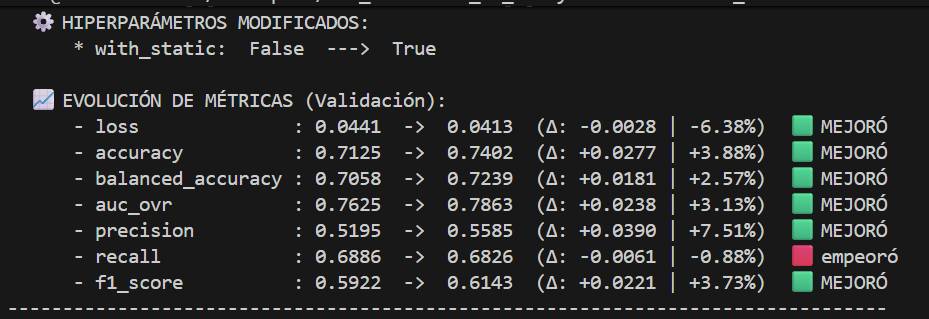 ⚙️ HIPERPARÁMETROS MODIFICADOS:
* with_static: False ---> True
📈 EVOLUCIÓN DE MÉTRICAS (Validación):
- loss : 0.0441 -> 0.0413 (Δ: -0.0028 | -6.38%) 🟩 MEJORÓ
- accuracy : 0.7125 -> 0.7402 (Δ: +0.0277 | +3.88%) 🟩 MEJORÓ
- balanced_accuracy : 0.7058 -> 0.7239 (Δ: +0.0181 | +2.57%) 🟩 MEJORÓ
- auc_ovr : 0.7625 -> 0.7863 (Δ: +0.0238 | +3.13%) 🟩 MEJORÓ
- precision : 0.5195 -> 0.5585 (Δ: +0.0390 | +7.51%) 🟩 MEJORÓ
- recall : 0.6886 -> 0.6826 (Δ: -0.0061 | -0.88%) 🟥 empeoró
- f1_score : 0.5922 -> 0.6143 (Δ: +0.0221 | +3.73%) 🟩 MEJORÓ
------------------------------------------------------------------------------------